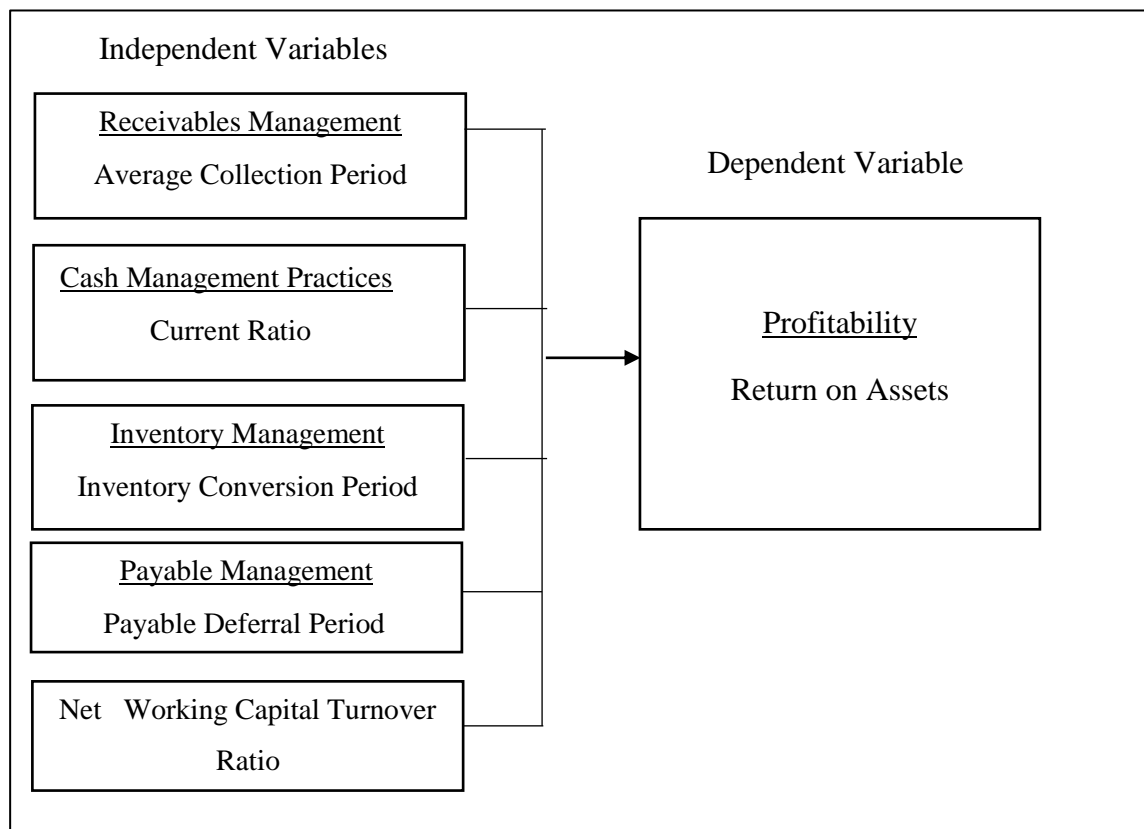 Independent Variables
Receivables Management
Average Collection Period
Cash Management Practices
Current Ratio
Inventory Management
Inventory Conversion Period
Payable Management
Payable Deferral Period
Net Working Capital Turnover
Ratio
Dependent Variable
Profitability
Return on Assets